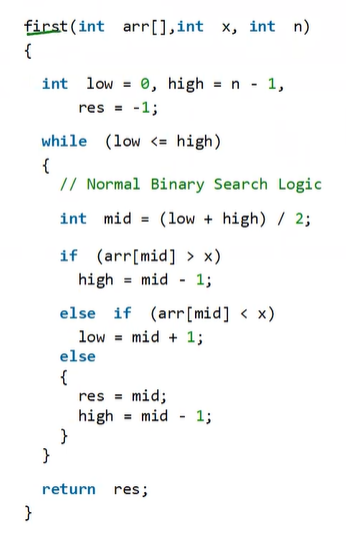 first(int arr[],int x, int n)
{
int low = 0, high = n - 1,
res = -1;
while (low <= high)
{
// Normal Binary Search Logic
int mid = (low + high) / 2;
if (arr[mid] > x)
high = mid - 1;
else if (arr[mid] < x)
low = mid + 1;
else
{
res = mid;
high = mid - 1;
}
}
return res;
}